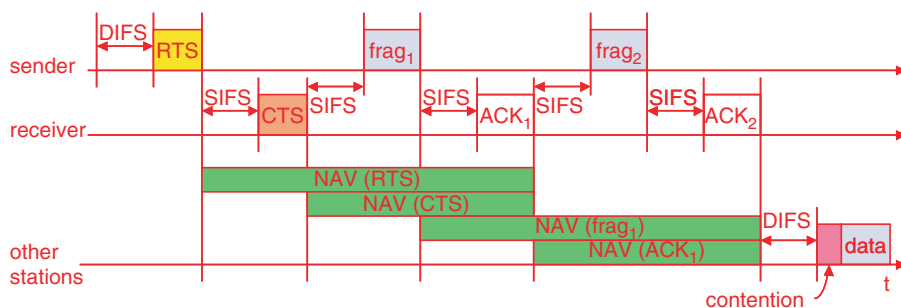 DIFS
RTS
frag₁
frag₂
sender
SIFS
CTS
SIFS
SIFS
ACK₁
SIFS
SIFS
ACK₂
receiver
NAV (RTS)
NAV (CTS)
NAV (frag₁)
NAV (ACK₁)
DIFS
data
other
stations
t
contention